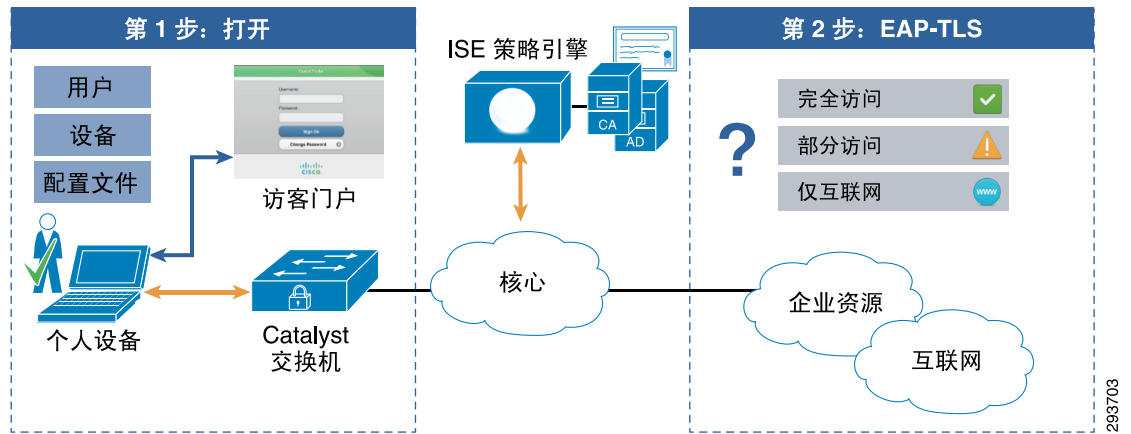 第 1 步：打开
用户
设备
配置文件
Username:
Password:
Sign On
Change Password
CISCO
访客门户
个人设备
Catalyst
交换机
ISE 策略引擎
CA
AD
核心
第 2 步：EAP-TLS
?
完全访问
部分访问
仅互联网
www
企业资源
互联网
293703